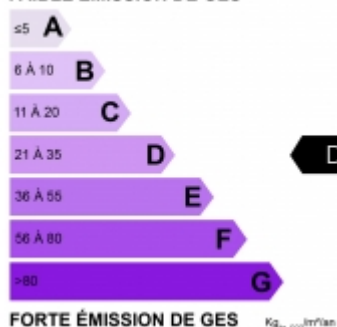 ≤5 A
6 À 10 B
11 À 20 C
21 À 35 D
36 À 55 E
56 À 80 F
>80 G
FORTE ÉMISSION DE GES